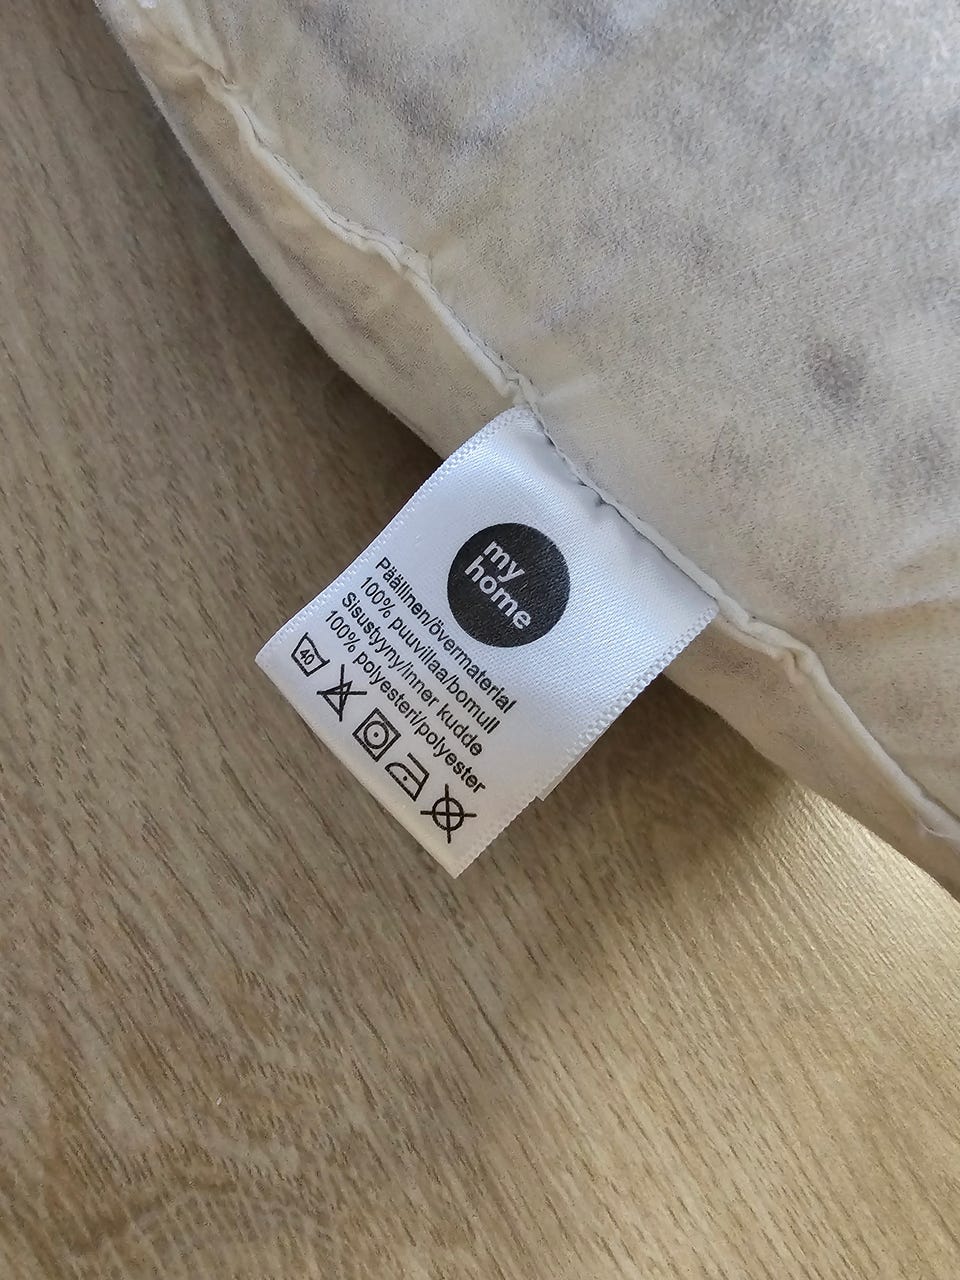 my
home
Päällinen/övermaterial
100% puuvillaa/bomull
Sisustyyny/inner kudde
100% polyesteri/polyester
40